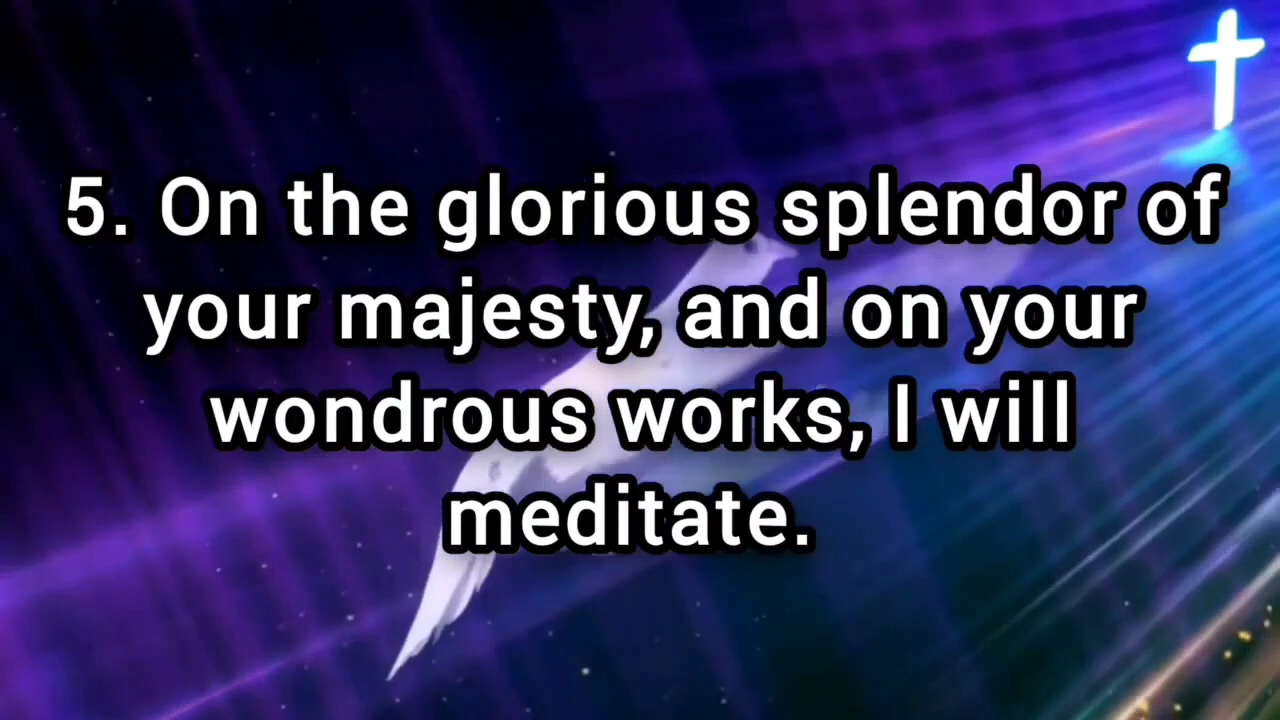 5. On the glorious splendor of
your majesty, and on your
wondrous works, I will
meditate.